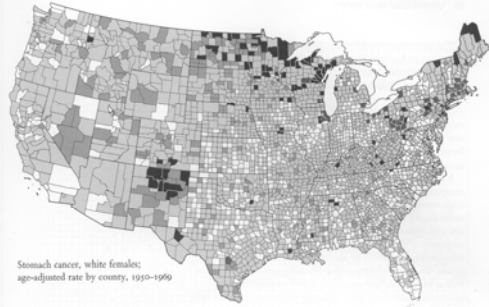 Stomach cancer, white females;
age-adjusted rate by county, 1950–1969